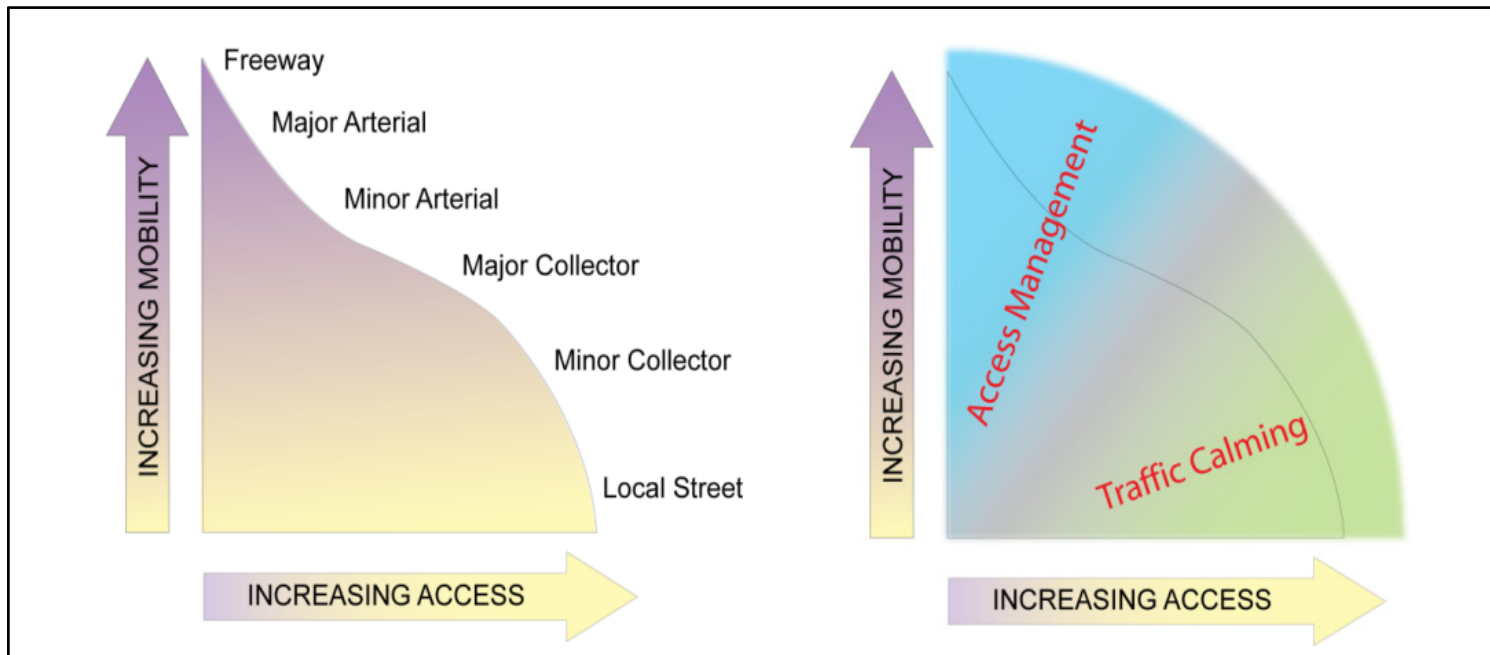 Freeway
Major Arterial
Minor Arterial
Major Collector
Minor Collector
Local Street
INCREASING MOBILITY
INCREASING ACCESS
INCREASING MOBILITY
Access Management
Traffic Calming
INCREASING ACCESS